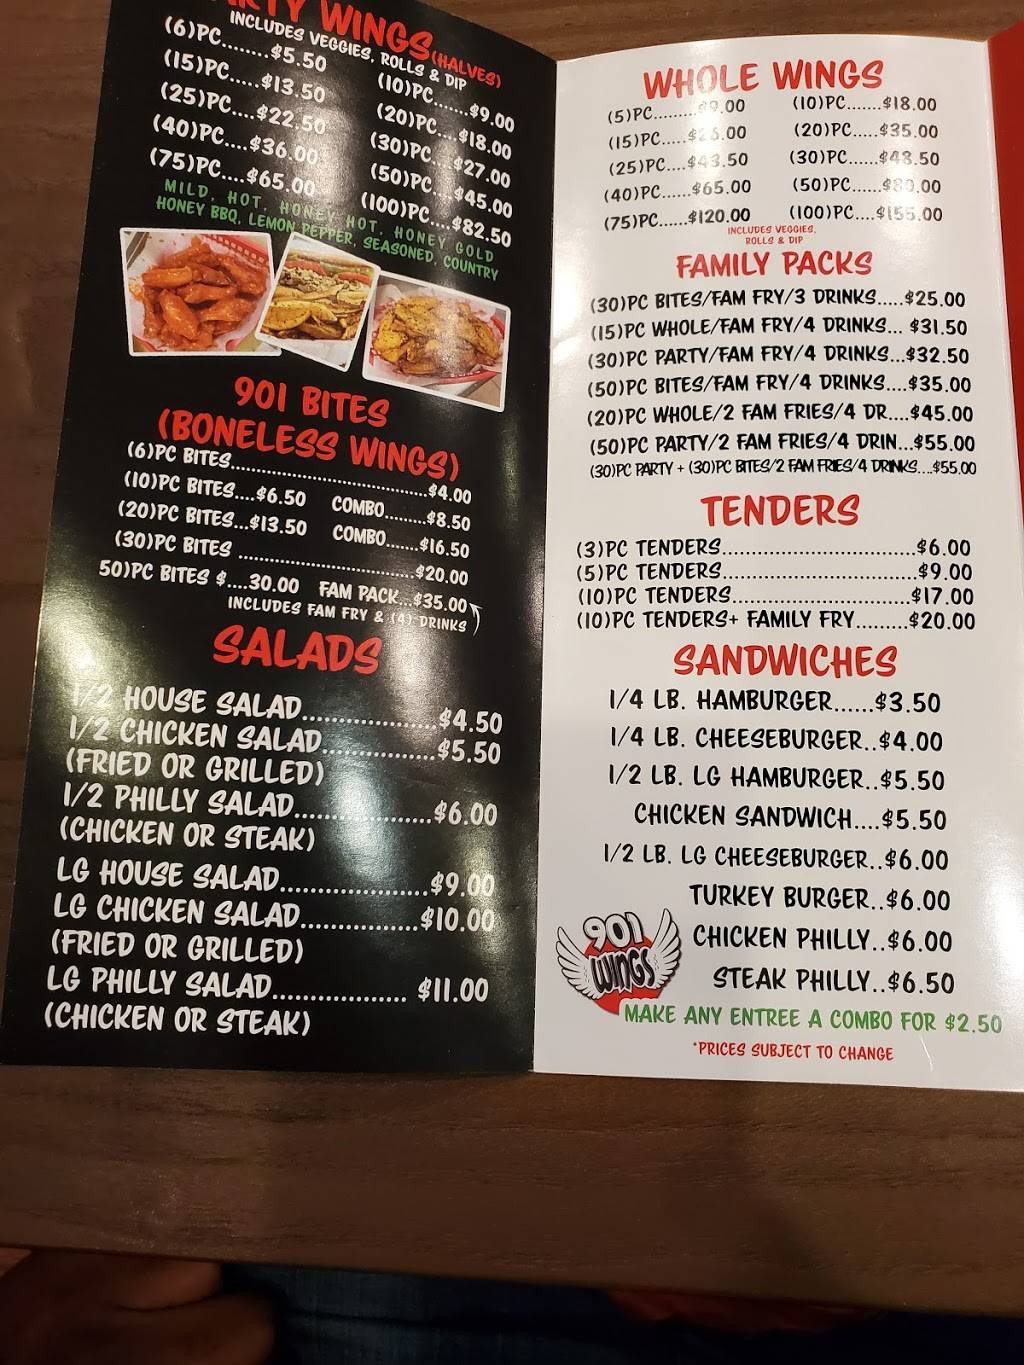 PARTY WINGS (HALVES)
INCLUDES VEGGIES, ROLLS & DIP
(6)PC........$5.50
(10)PC.......$9.00
(15)PC.....$13.50
(20)PC....$18.00
(25)PC....$22.50
(30)PC...$27.00
(40)PC....$36.00
(50)PC....$45.00
(75)PC....$65.00
(100)PC....$82.50
MILD, HOT, HONEY HOT, HONEY GOLD
HONEY BBQ, LEMON PEPPER, SEASONED, COUNTRY
901 BITES
(BONELESS WINGS)
(6)PC BITES.......................................$4.00
(10)PC BITES....$6.50 COMBO........$8.50
(20)PC BITES...$13.50 COMBO.......$16.50
(30)PC BITES ...................................$20.00
50)PC BITES $....30.00 FAM PACK...$35.00
INCLUDES FAM FRY & (4) DRINKS)
SALADS
1/2 HOUSE SALAD..................$4.50
1/2 CHICKEN SALAD...............$5.50
(FRIED OR GRILLED)
1/2 PHILLY SALAD..................$6.00
(CHICKEN OR STEAK)
LG HOUSE SALAD...................$9.00
LG CHICKEN SALAD...............$10.00
(FRIED OR GRILLED)
LG PHILLY SALAD................. $11.00
(CHICKEN OR STEAK)
WHOLE WINGS
(5)PC.........$9.00 (10)PC......$18.00
(15)PC.....$26.00 (20)PC.....$35.00
(25)PC....$43.50 (30)PC.....$48.50
(40)PC......$65.00 (50)PC......$80.00
(75)PC.....$120.00 (100)PC....$155.00
INCLUDES VEGGIES,
ROLLS & DIP
FAMILY PACKS
(30)PC BITES/FAM FRY/3 DRINKS.....$25.00
(15)PC WHOLE/FAM FRY/4 DRINKS... $31.50
(30)PC PARTY/FAM FRY/4 DRINKS...$32.50
(50)PC BITES/FAM FRY/4 DRINKS....$35.00
(20)PC WHOLE/2 FAM FRIES/4 DR....$45.00
(50)PC PARTY/2 FAM FRIES/4 DRIN...$55.00
(30)PC PARTY + (30)PC BITES/2 FAM FRIES/4 DRINKS....$55.00
TENDERS
(3)PC TENDERS............................$6.00
(5)PC TENDERS............................$9.00
(10)PC TENDERS..........................$17.00
(10)PC TENDERS+ FAMILY FRY.........$20.00
SANDWICHES
1/4 LB. HAMBURGER......$3.50
1/4 LB. CHEESEBURGER..$4.00
1/2 LB. LG HAMBURGER..$5.50
CHICKEN SANDWICH....$5.50
1/2 LB. LG CHEESEBURGER..$6.00
TURKEY BURGER..$6.00
CHICKEN PHILLY..$6.00
STEAK PHILLY..$6.50
901
WINGS
MAKE ANY ENTREE A COMBO FOR $2.50
*PRICES SUBJECT TO CHANGE